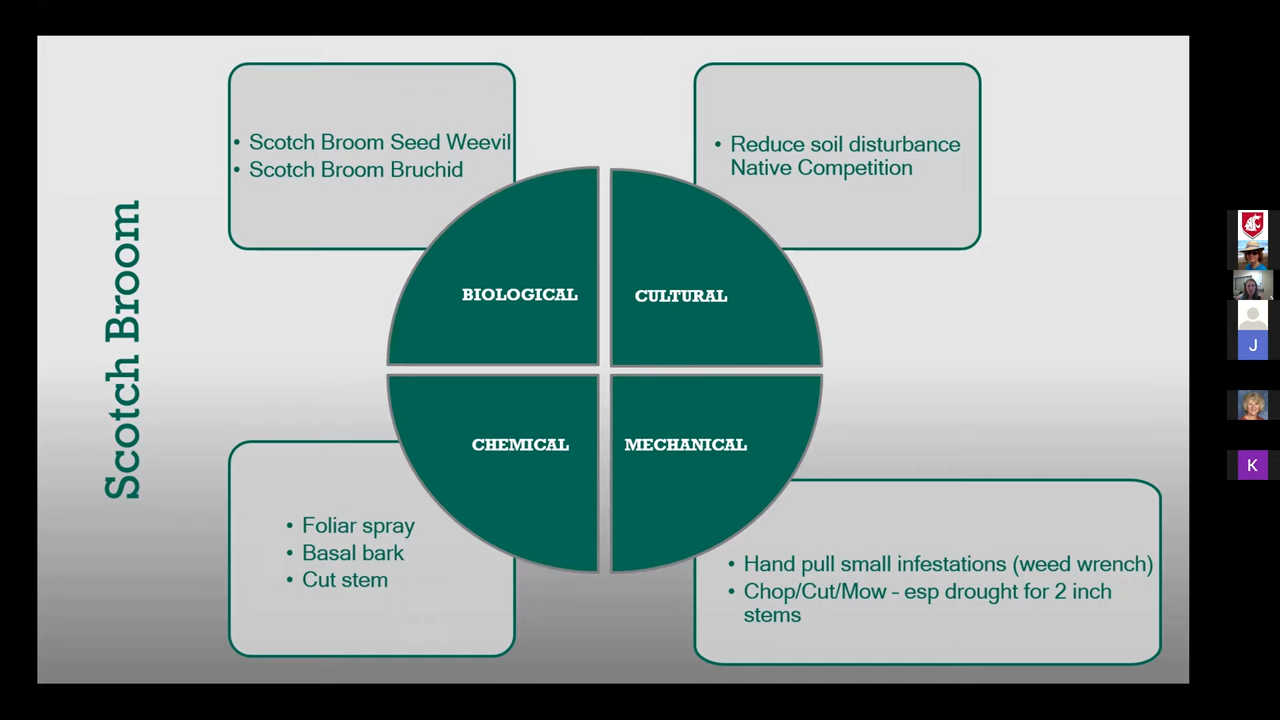 Scotch Broom
• Scotch Broom Seed Weevil
• Scotch Broom Bruchid
• Reduce soil disturbance
Native Competition
BIOLOGICAL
CULTURAL
CHEMICAL
MECHANICAL
• Foliar spray
• Basal bark
• Cut stem
• Hand pull small infestations (weed wrench)
• Chop/Cut/Mow - esp drought for 2 inch
stems
J
K